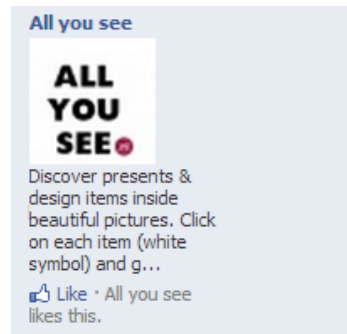 All you see
ALL
YOU
SEE
Discover presents &
design items inside
beautiful pictures. Click
on each item (white
symbol) and g...
Like · All you see
likes this.